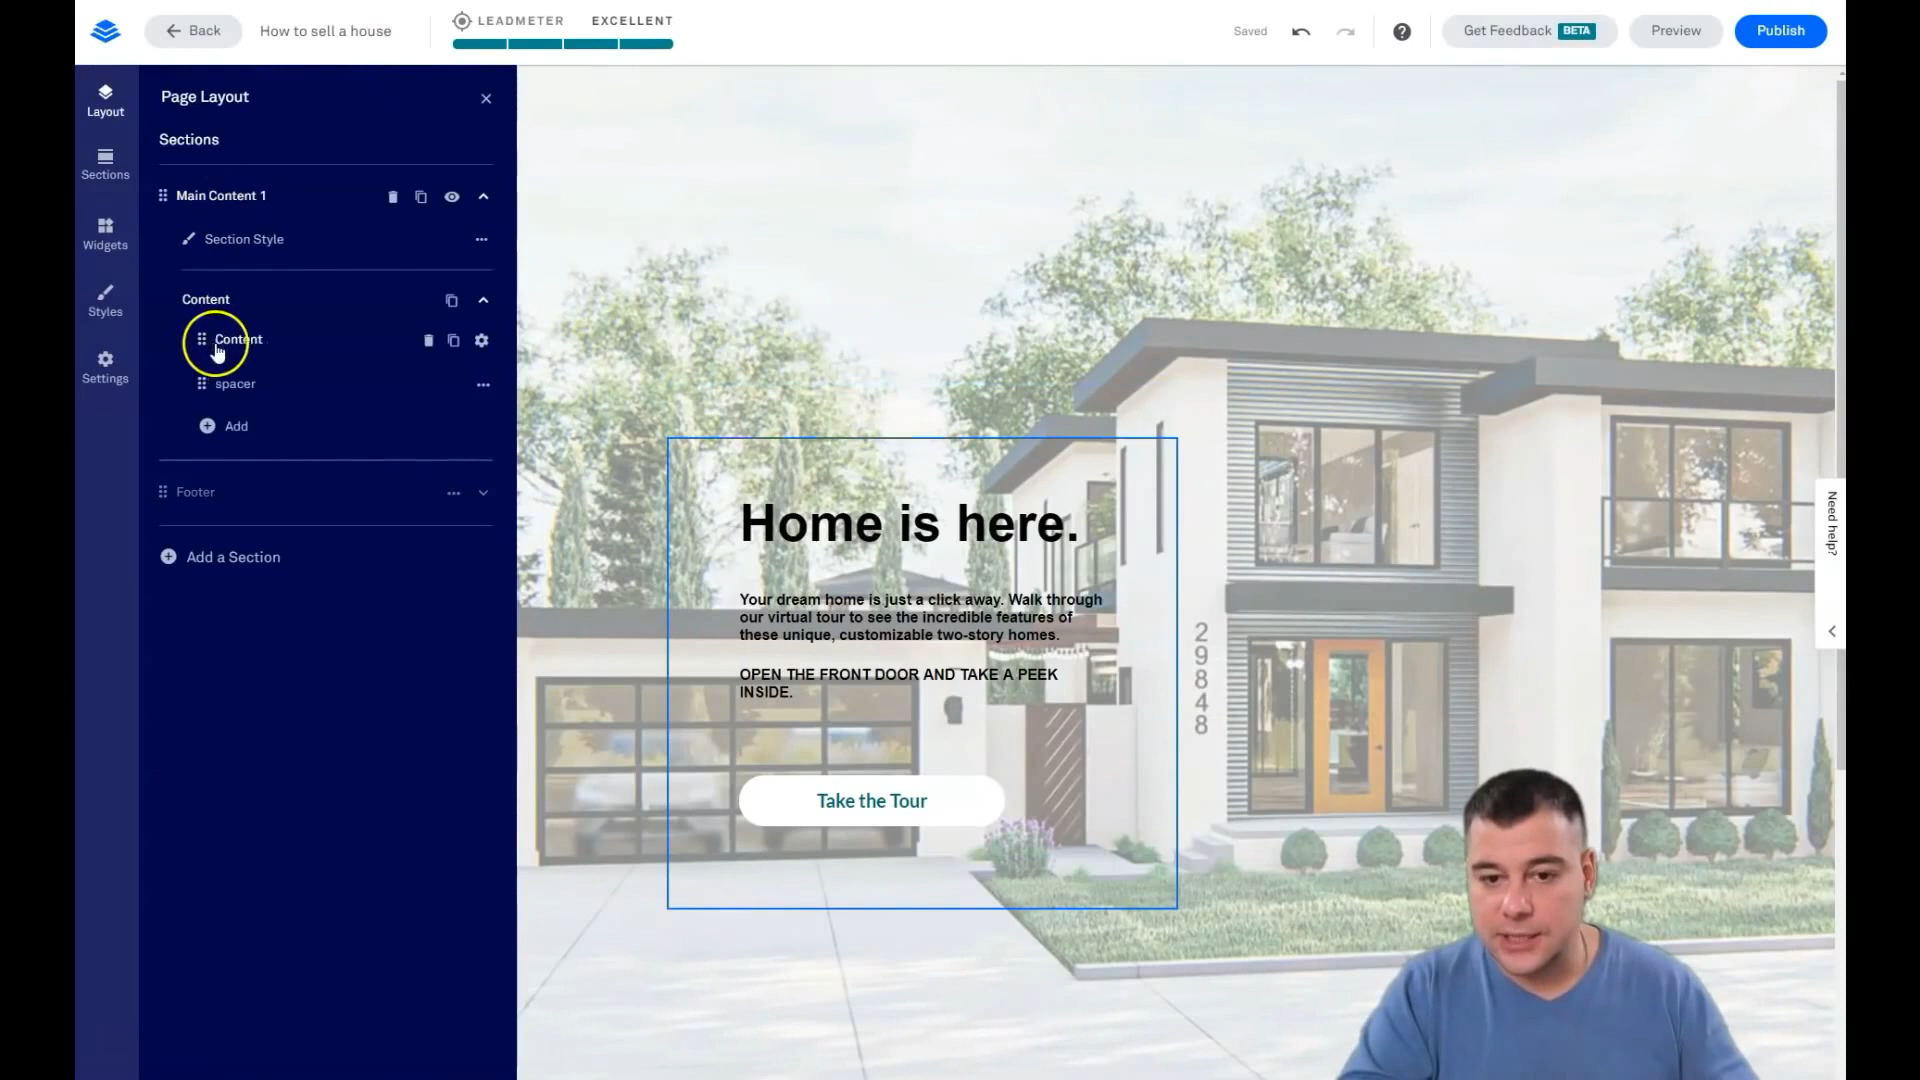 Back
How to sell a house
LEADMETER EXCELLENT
Saved
Get Feedback BETA
Preview
Publish
Layout
Sections
Widgets
Styles
Settings
Page Layout
Sections
Main Content 1
Section Style
Content
Content
spacer
Add
Footer
Add a Section
Home is here.
Your dream home is just a click away. Walk through
our virtual tour to see the incredible features of
these unique, customizable two-story homes.
OPEN THE FRONT DOOR AND TAKE A PEEK
INSIDE.
Take the Tour
2
9
8
4
8
Need help?